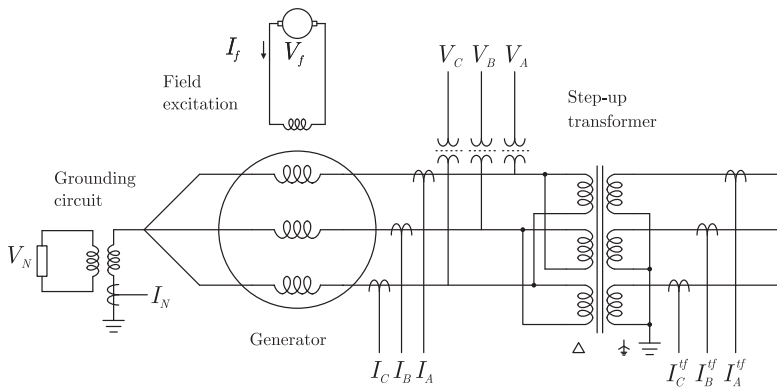 I_f
V_f
V_C V_B V_A
Field
excitation
Step-up
transformer
Grounding
circuit
V_N
I_N
Generator
I_C I_B I_A
I_C^{tf} I_B^{tf} I_A^{tf}